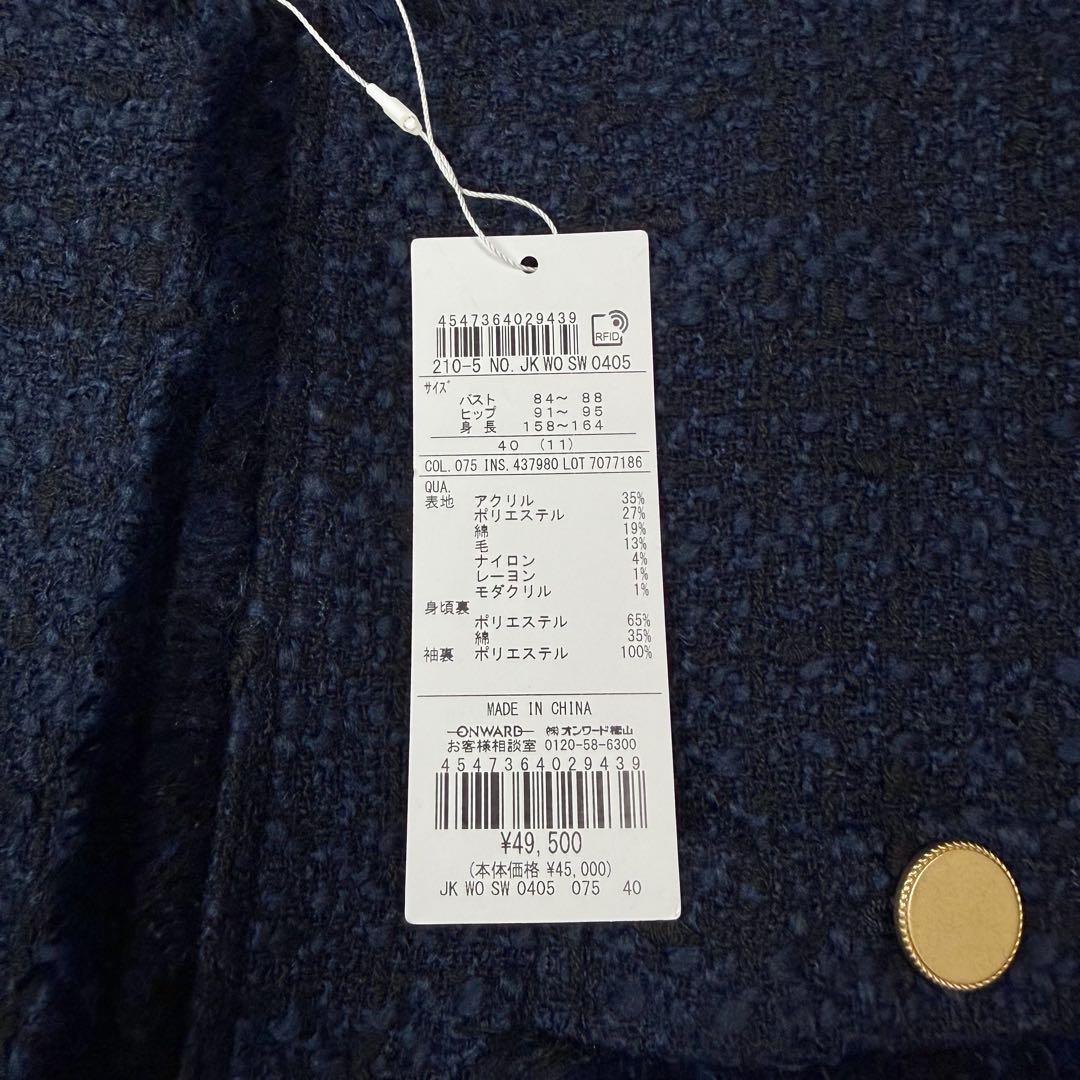 4547364029439
RFID
210-5 NO. JK WO SW 0405
サイズ
バスト 84～ 88
ヒップ 91～ 95
身長 158～164
40 (11)
COL. 075 INS. 437980 LOT 7077186
QUA.
表地 アクリル 35%
ポリエステル 27%
綿 19%
毛 13%
ナイロン 4%
レーヨン 1%
モダクリル 1%
身頃裏
ポリエステル 65%
綿 35%
袖裏 ポリエステル 100%
MADE IN CHINA
ONWARD ㈱オンワード樫山
お客様相談室 0120-58-6300
4547364029439
¥49,500
(本体価格 ¥45,000)
JK WO SW 0405 075 40